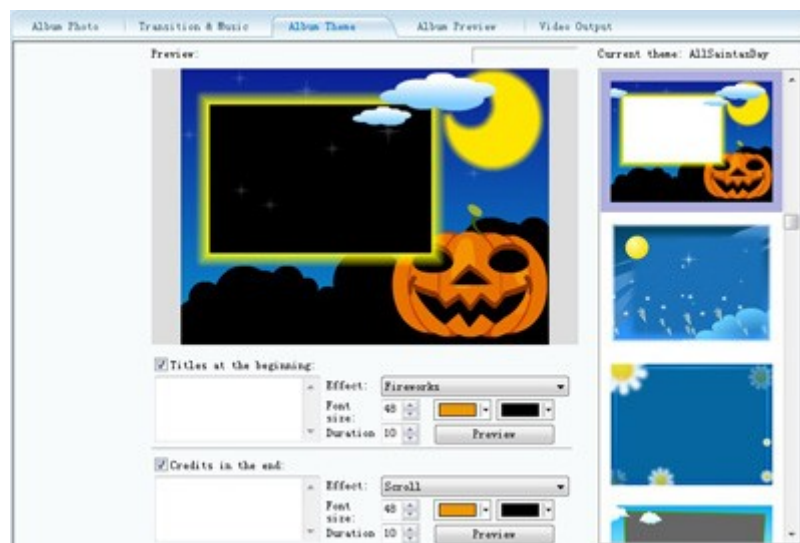 Album Photo Transition & Music Album Theme Album Preview Video Output
Preview:
Current theme: AllSaintsDay
Titles at the beginning:
Effect: Fireworks
Font size: 48
Duration 10 Preview
Credits in the end:
Effect: Scroll
Font size: 48
Duration 10 Preview